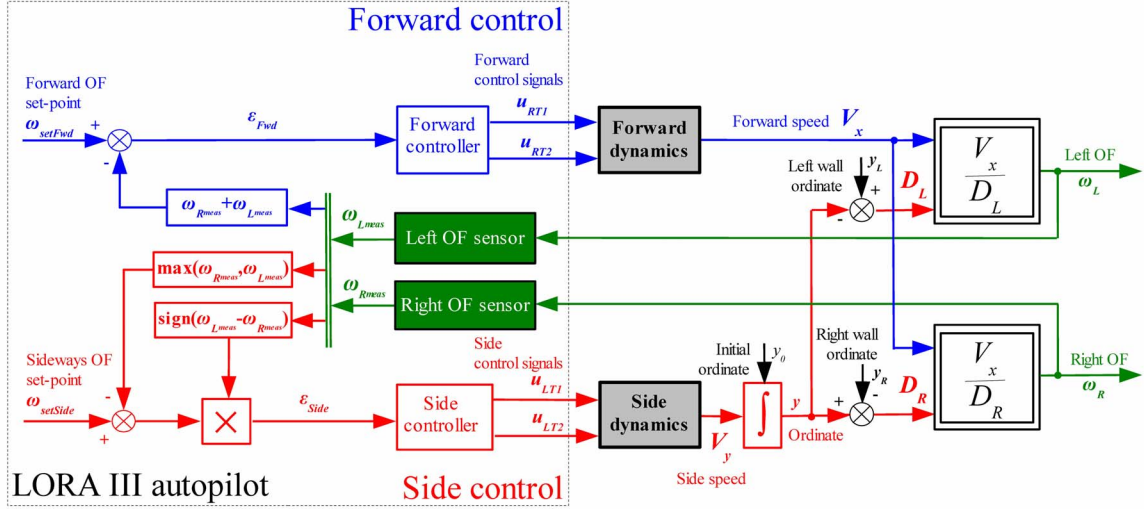 Forward control
Forward OF
set-point
ω_setFwd
+
-
ε_Fwd
Forward
controller
Forward
control signals
u_RT1
u_RT2
Forward
dynamics
Forward speed V_x
Left wall
ordinate
y_L
+
-
D_L
V_x
D_L
Left OF
ω_L
ω_Rmeas+ω_Lmeas
ω_Lmeas
Left OF sensor
max(ω_Rmeas,ω_Lmeas)
ω_Rmeas
Right OF sensor
sign(ω_Lmeas-ω_Rmeas)
Sideways OF
set-point
ω_setSide
-
+
×
ε_Side
Side
controller
Side
control signals
u_LT1
u_LT2
Side
dynamics
V_y
Side speed
Initial
ordinate
y_0
∫
y
Ordinate
Right wall
ordinate
y_R
+
-
D_R
V_x
D_R
Right OF
ω_R
LORA III autopilot
Side control